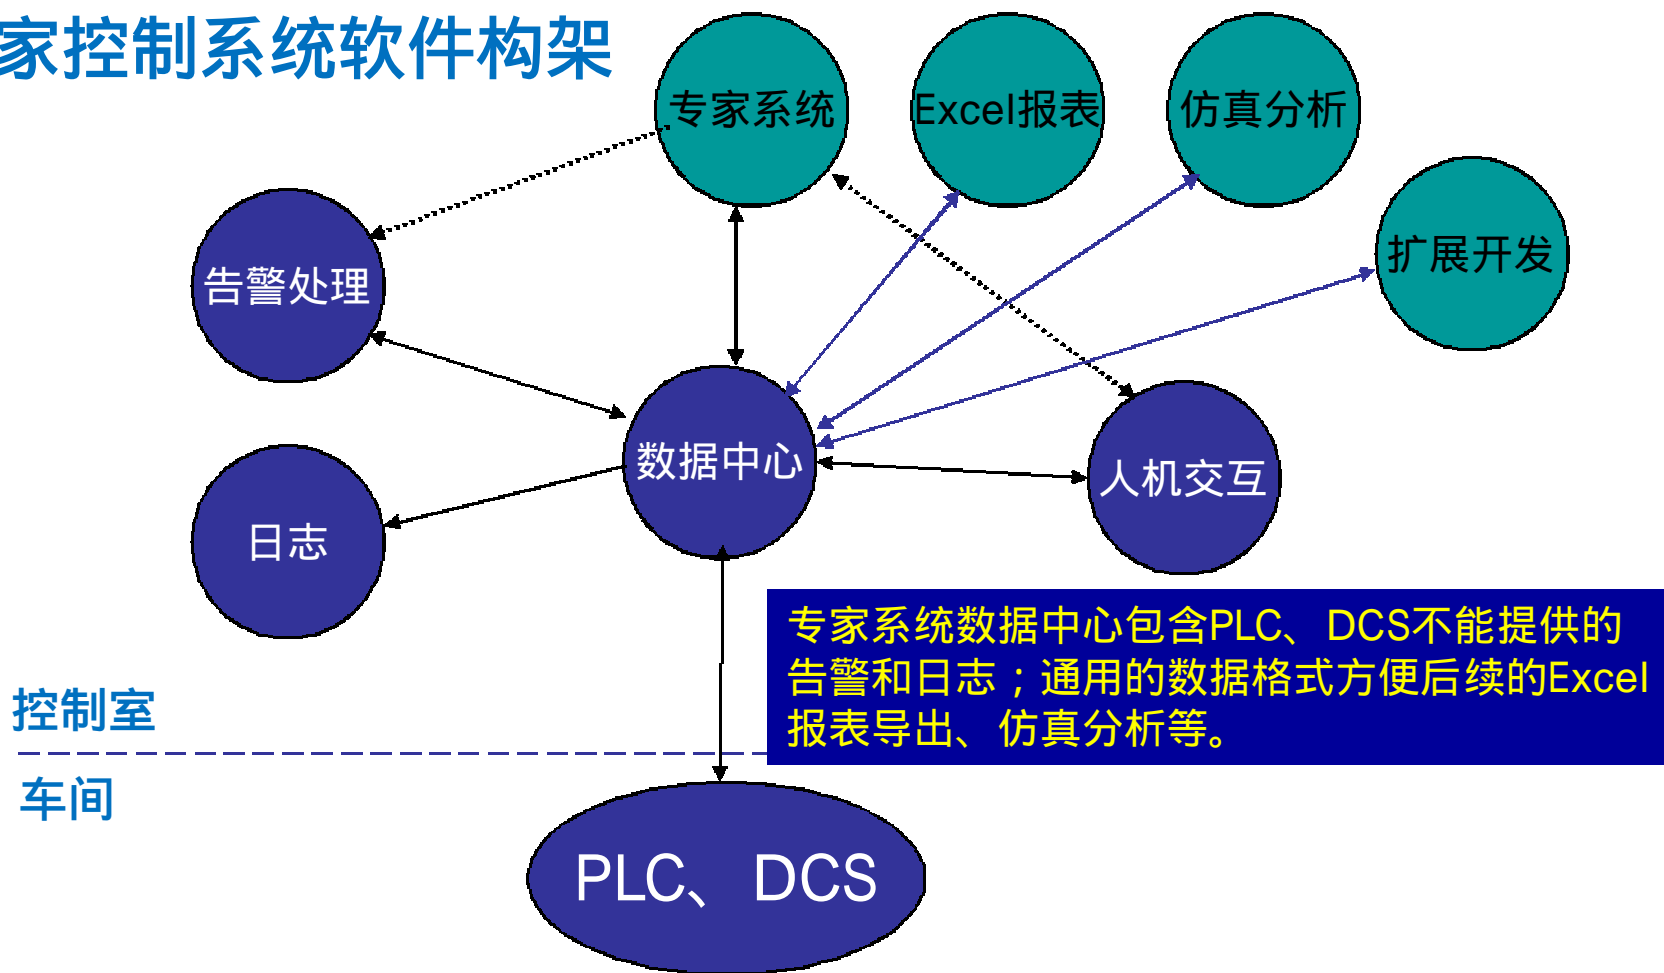 家控制系统软件构架
专家系统
Excel报表
仿真分析
扩展开发
告警处理
数据中心
人机交互
日志
专家系统数据中心包含PLC、DCS不能提供的
告警和日志；通用的数据格式方便后续的Excel
报表导出、仿真分析等。
控制室
车间
PLC、DCS